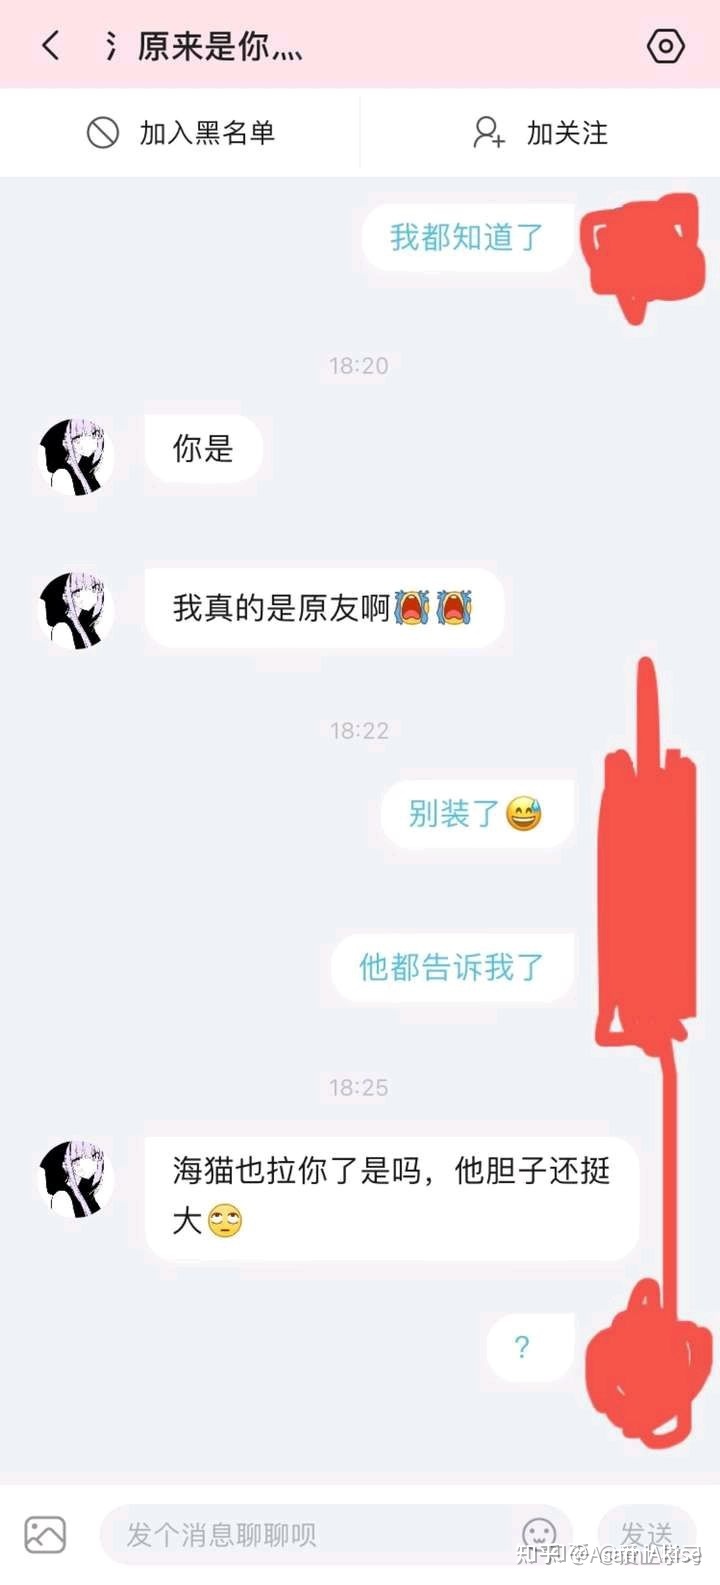 氵原来是你灬
加入黑名单
加关注
我都知道了
18:20
你是
我真的是原友啊😭😭
18:22
别装了😅
他都告诉我了
18:25
海猫也拉你了是吗，他胆子还挺
大🙄
？
发个消息聊聊呗
发送
知乎